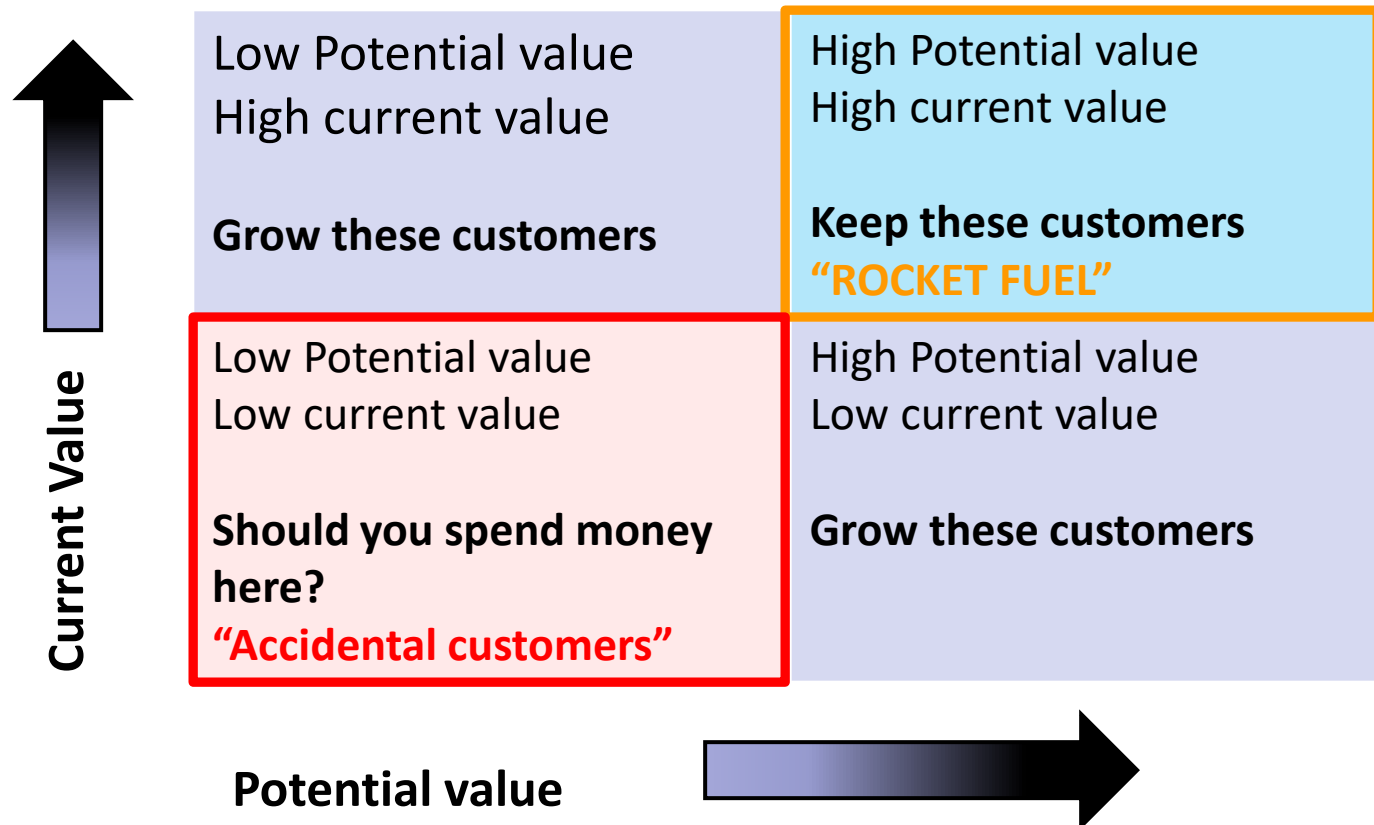 Low Potential value
High current value
Grow these customers
High Potential value
High current value
Keep these customers
“ROCKET FUEL”
Low Potential value
Low current value
Should you spend money
here?
“Accidental customers”
High Potential value
Low current value
Grow these customers
Current Value
Potential value